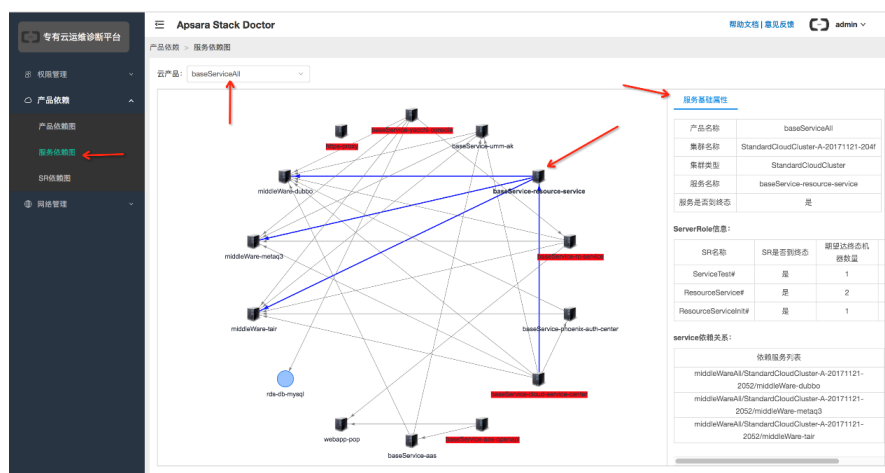 专有云运维诊断平台
Apsara Stack Doctor
帮助文档 | 意见反馈
admin
产品依赖 > 服务依赖图
权限管理
产品依赖
产品依赖图
服务依赖图
SR依赖图
网络管理
云产品:
baseServiceAll
baseService-umm-ak
middleWare-dubbo
baseService-resource-service
middleWare-metaq3
middleWare-tair
baseService-phoenix-auth-center
rds-db-mysql
baseService-cloud-service-center
webapp-pop
baseService-aas
服务基础属性
产品名称 baseServiceAll
集群名称 StandardCloudCluster-A-20171121-204f
集群类型 StandardCloudCluster
服务名称 baseService-resource-service
服务是否到终态 是
ServerRole信息:
SR名称 SR是否到终态 期望达终态机
器数量
ServiceTest# 是 1
ResourceService# 是 2
ResourceServiceInit# 是 1
service依赖关系:
依赖服务列表
middleWareAll/StandardCloudCluster-A-20171121-
2052/middleWare-dubbo
middleWareAll/StandardCloudCluster-A-20171121-
2052/middleWare-metaq3
middleWareAll/StandardCloudCluster-A-20171121-
2052/middleWare-tair